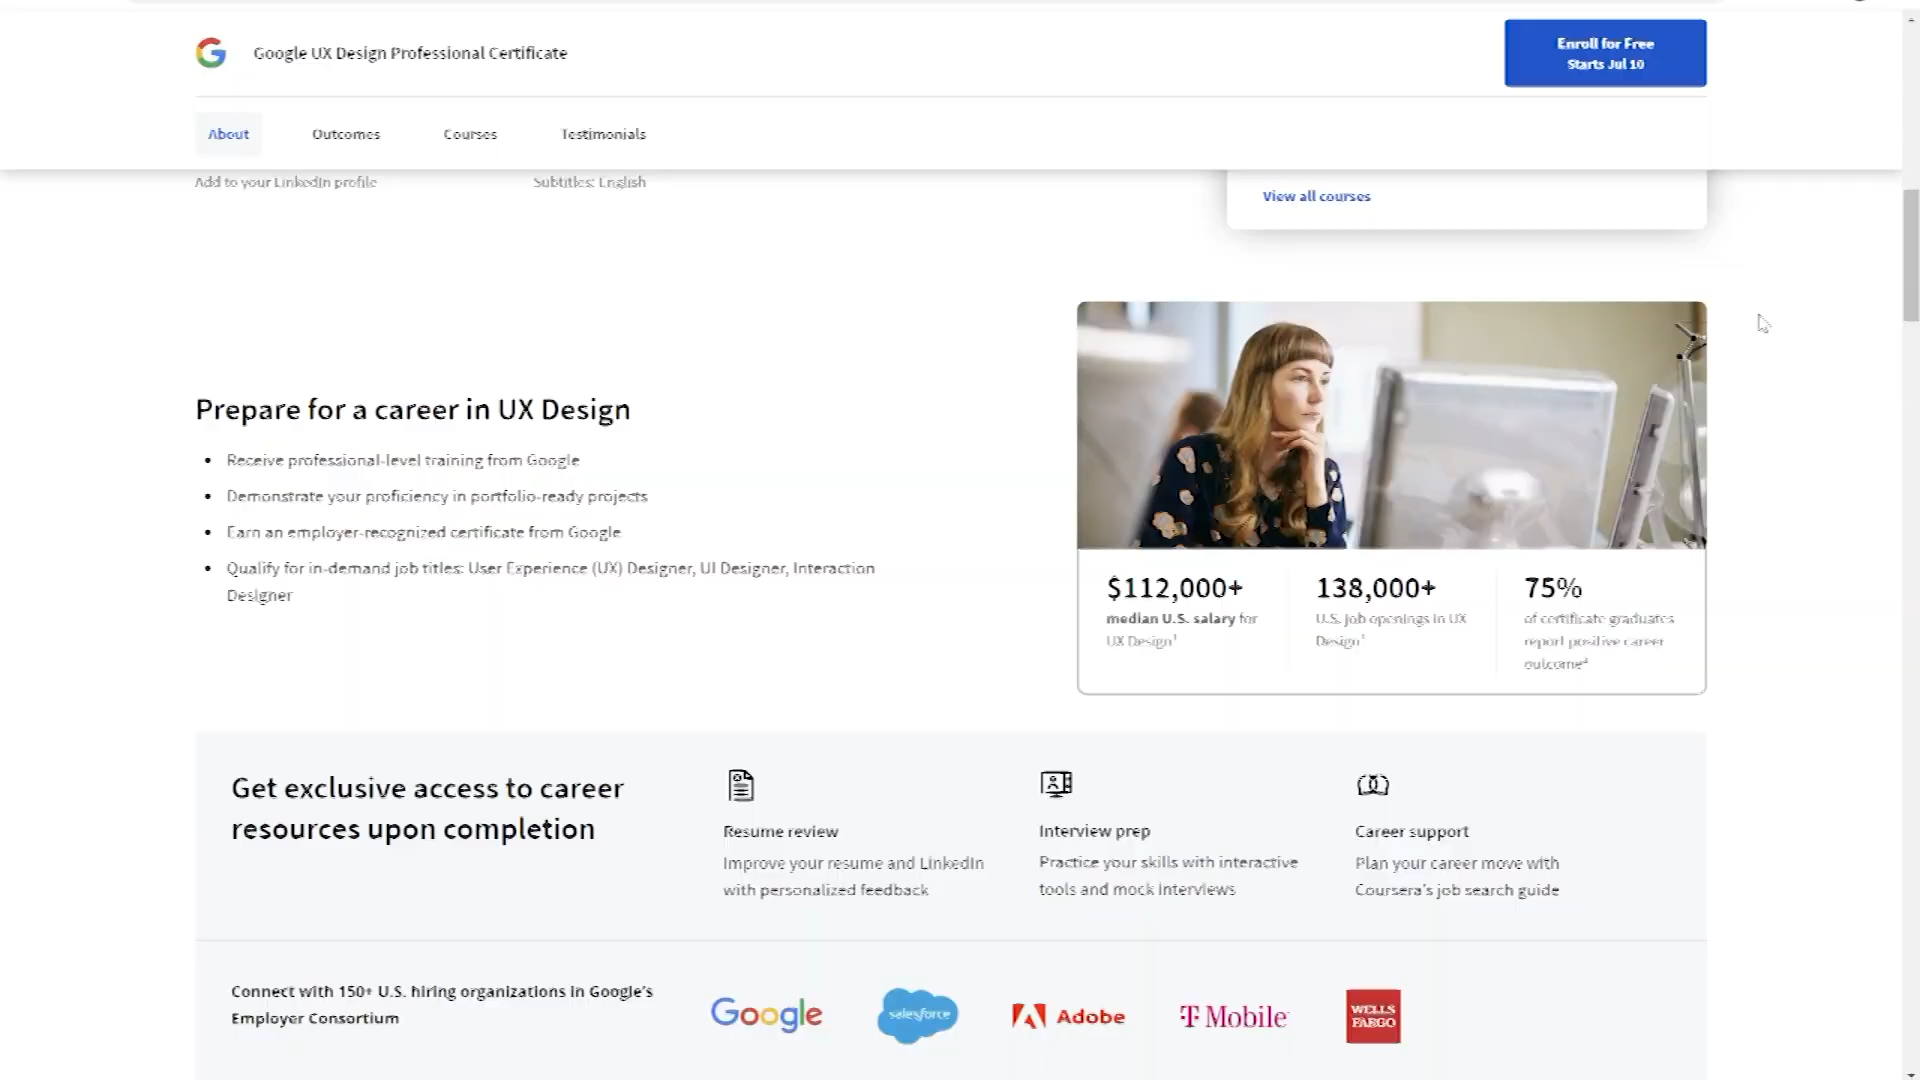 Google UX Design Professional Certificate
Enroll for Free
Starts Jul 10
About
Outcomes
Courses
Testimonials
Add to your LinkedIn profile
Subtitles: English
View all courses
Prepare for a career in UX Design
Receive professional-level training from Google
Demonstrate your proficiency in portfolio-ready projects
Earn an employer-recognized certificate from Google
Qualify for in-demand job titles: User Experience (UX) Designer, UI Designer, Interaction
Designer
$112,000+
median U.S. salary for
UX Design¹
138,000+
U.S. job openings in UX
Design¹
75%
of certificate graduates
report positive career
outcome⁴
Get exclusive access to career
resources upon completion
Resume review
Improve your resume and LinkedIn
with personalized feedback
Interview prep
Practice your skills with interactive
tools and mock interviews
Career support
Plan your career move with
Coursera's job search guide
Connect with 150+ U.S. hiring organizations in Google's
Employer Consortium
Google
salesforce
Adobe
T Mobile
WELLS
FARGO